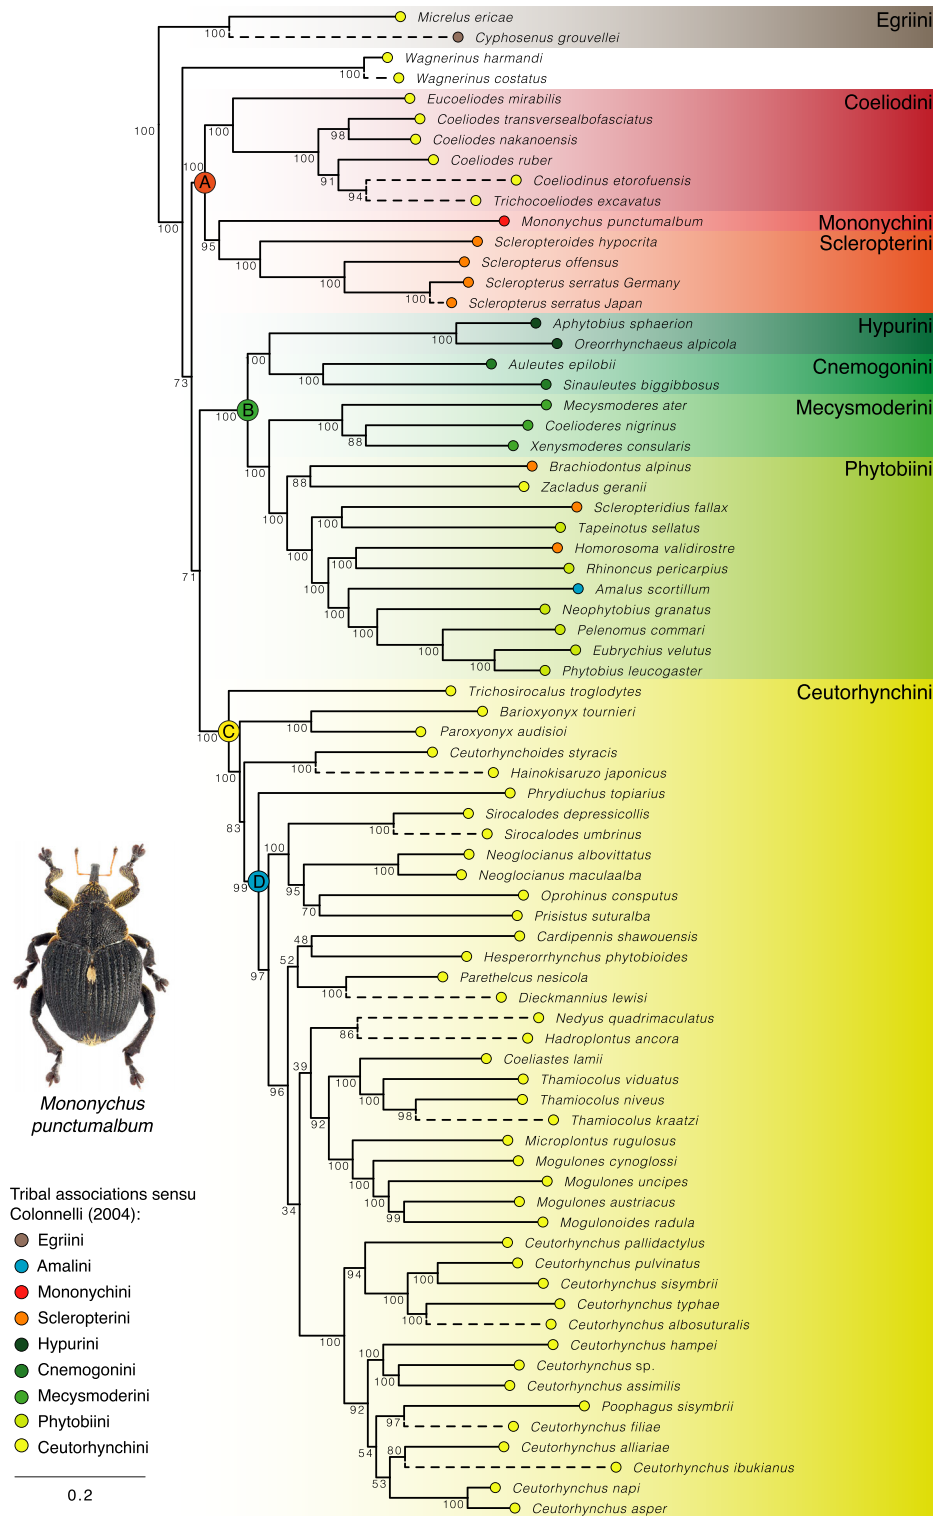 Micrelus ericae
Egriini
100
Cyphosenus grouvellei
Wagnerinus harmandi
100
Wagnerinus costatus
Eucoeliodes mirabilis
Coeliodini
Coeliodes transversealbofasciatus
100
100
98
Coeliodes nakanoensis
100
Coeliodes ruber
100
91
Coeliodinus etorofuensis
A
94
Trichocoeliodes excavatus
100
Mononychus punctumalbum
Mononychini
95
Scleropteroides hypocrita
Scleropterini
100
Scleropterus offensus
100
Scleropterus serratus Germany
100
Scleropterus serratus Japan
Aphytobius sphaerion
Hypurini
100
Oreorrhynchaeus alpicola
100
Auleutes epilobii
Cnemogonini
73
100
Sinauleutes biggibbosus
100
B
Mecysmoderes ater
Mecysmoderini
100
Coelioderes nigrinus
88
Xenysmoderes consularis
100
Brachiodontus alpinus
Phytobiini
88
Zacladus geranii
100
Scleropteridius fallax
100
Tapeinotus sellatus
100
Homorosoma validirostre
100
Rhinoncus pericarpius
71
100
Amalus scortillum
100
Neophytobius granatus
100
Pelenomus commari
100
Eubrychius velutus
100
Phytobius leucogaster
Trichosirocalus troglodytes
Ceutorhynchini
Barioxyonyx tournieri
100
C
100
Paroxyonyx audisioi
Ceutorhynchoides styracis
100
100
Hainokisaruzo japonicus
Phrydiuchus topiarius
83
Sirocalodes depressicollis
100
Sirocalodes umbrinus
100
Neoglocianus albovittatus
100
Neoglocianus maculaalba
99
D
95
Oprohinus consputus
70
Prisistus suturalba
48
Cardipennis shawouensis
52
Hesperorrhynchus phytobioides
97
Parethelcus nesicola
100
Dieckmannius lewisi
Nedyus quadrimaculatus
86
Hadroplontus ancora
39
Coeliastes lamii
100
Thamiocolus viduatus
96
100
Thamiocolus niveus
98
Thamiocolus kraatzi
92
Microplontus rugulosus
100
Mogulones cynoglossi
100
Mogulones uncipes
100
Mogulones austriacus
34
99
Mogulonoides radula
Ceutorhynchus pallidactylus
Ceutorhynchus pulvinatus
94
100
Ceutorhynchus sisymbrii
100
Ceutorhynchus typhae
100
Ceutorhynchus albosuturalis
100
Ceutorhynchus hampei
100
Ceutorhynchus sp.
100
Ceutorhynchus assimilis
92
Poophagus sisymbrii
97
Ceutorhynchus filiae
Ceutorhynchus alliariae
54
80
Ceutorhynchus ibukianus
53
Ceutorhynchus napi
100
Ceutorhynchus asper
Mononychus
punctumalbum
Tribal associations sensu
Colonnelli (2004):
Egriini
Amalini
Mononychini
Scleropterini
Hypurini
Cnemogonini
Mecysmoderini
Phytobiini
Ceutorhynchini
0.2